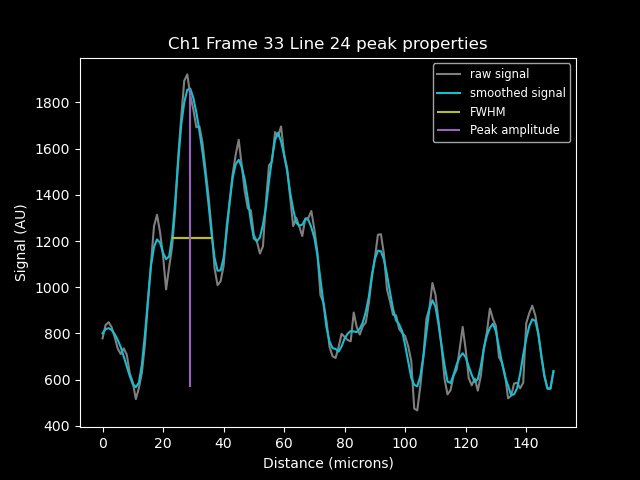 Ch1 Frame 33 Line 24 peak properties
raw signal
smoothed signal
FWHM
Peak amplitude
Signal (AU)
1800
1600
1400
1200
1000
800
600
400
0 20 40 60 80 100 120 140
Distance (microns)